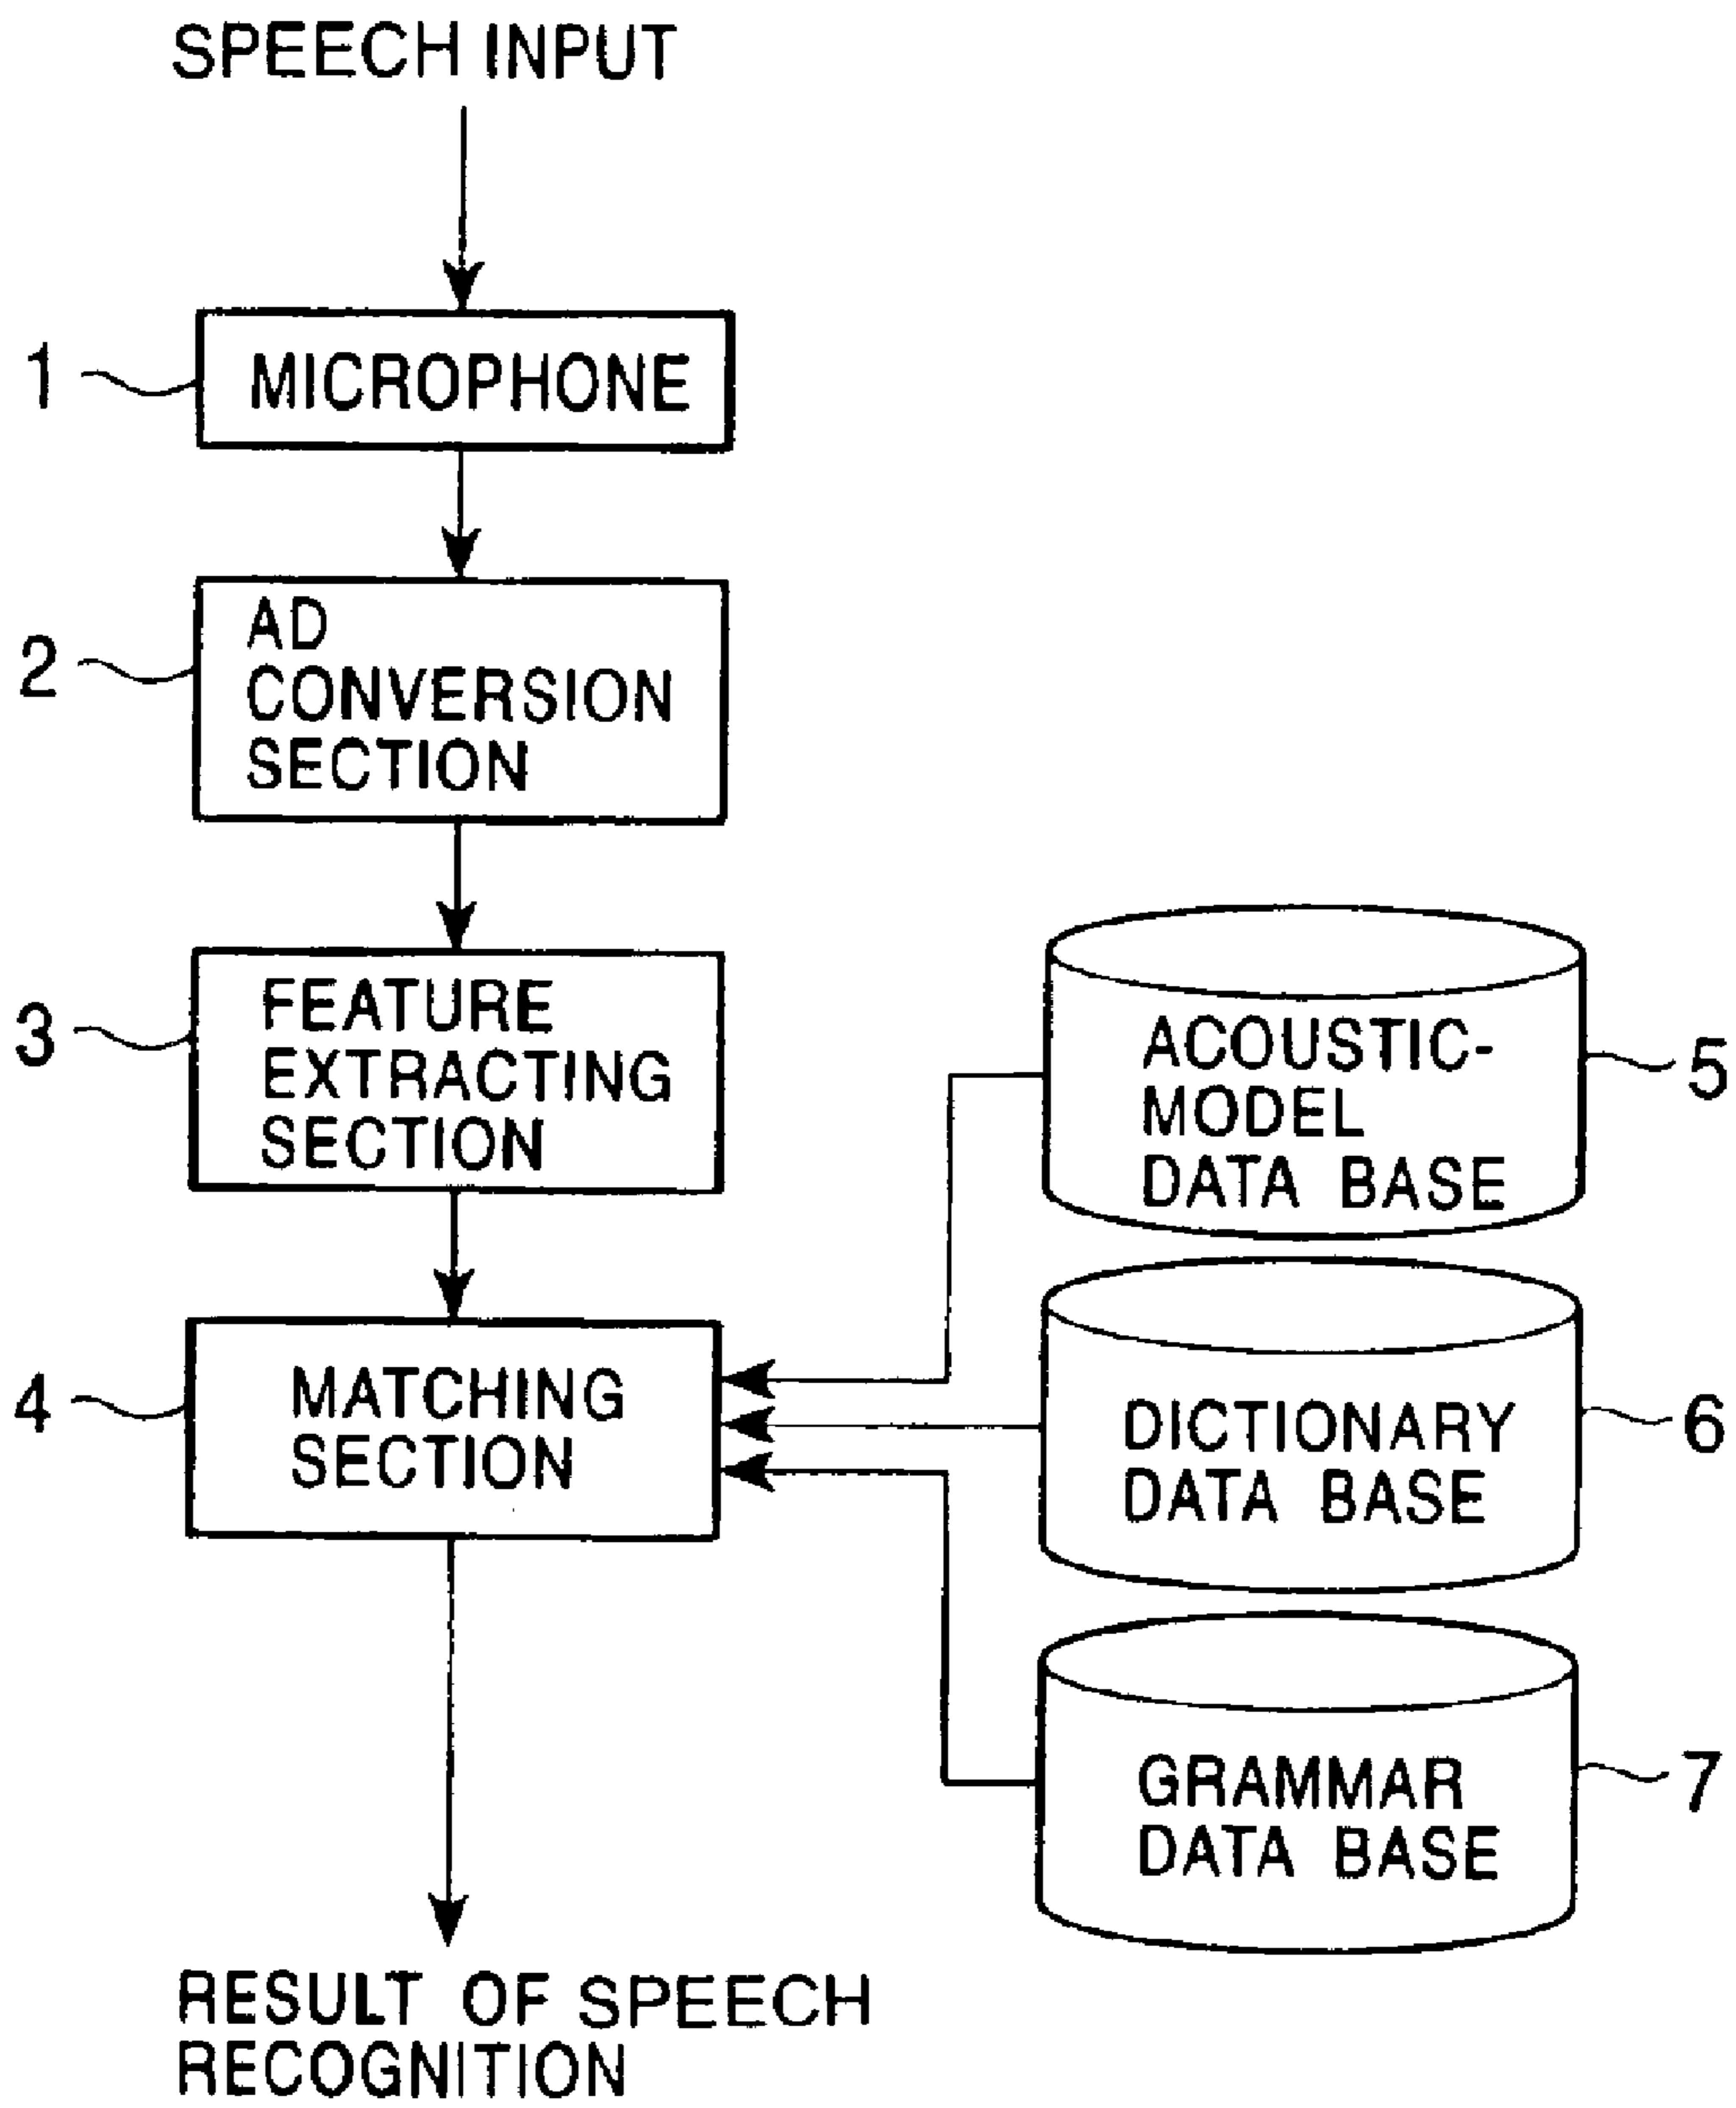 SPEECH INPUT
1
MICROPHONE
2
AD
CONVERSION
SECTION
3
FEATURE
EXTRACTING
SECTION
4
MATCHING
SECTION
ACOUSTIC-
MODEL
DATA BASE
5
DICTIONARY
DATA BASE
6
GRAMMAR
DATA BASE
7
RESULT OF SPEECH
RECOGNITION